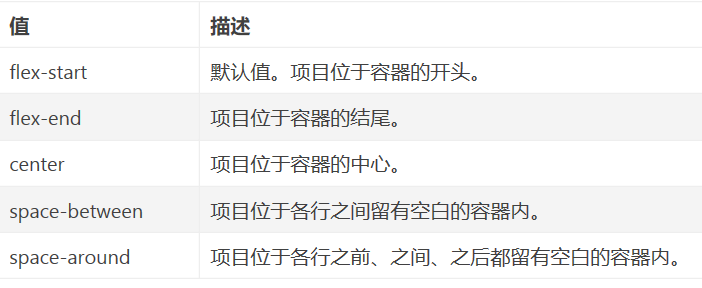 值 描述
flex-start 默认值。项目位于容器的开头。
flex-end 项目位于容器的结尾。
center 项目位于容器的中心。
space-between 项目位于各行之间留有空白的容器内。
space-around 项目位于各行之前、之间、之后都留有空白的容器内。